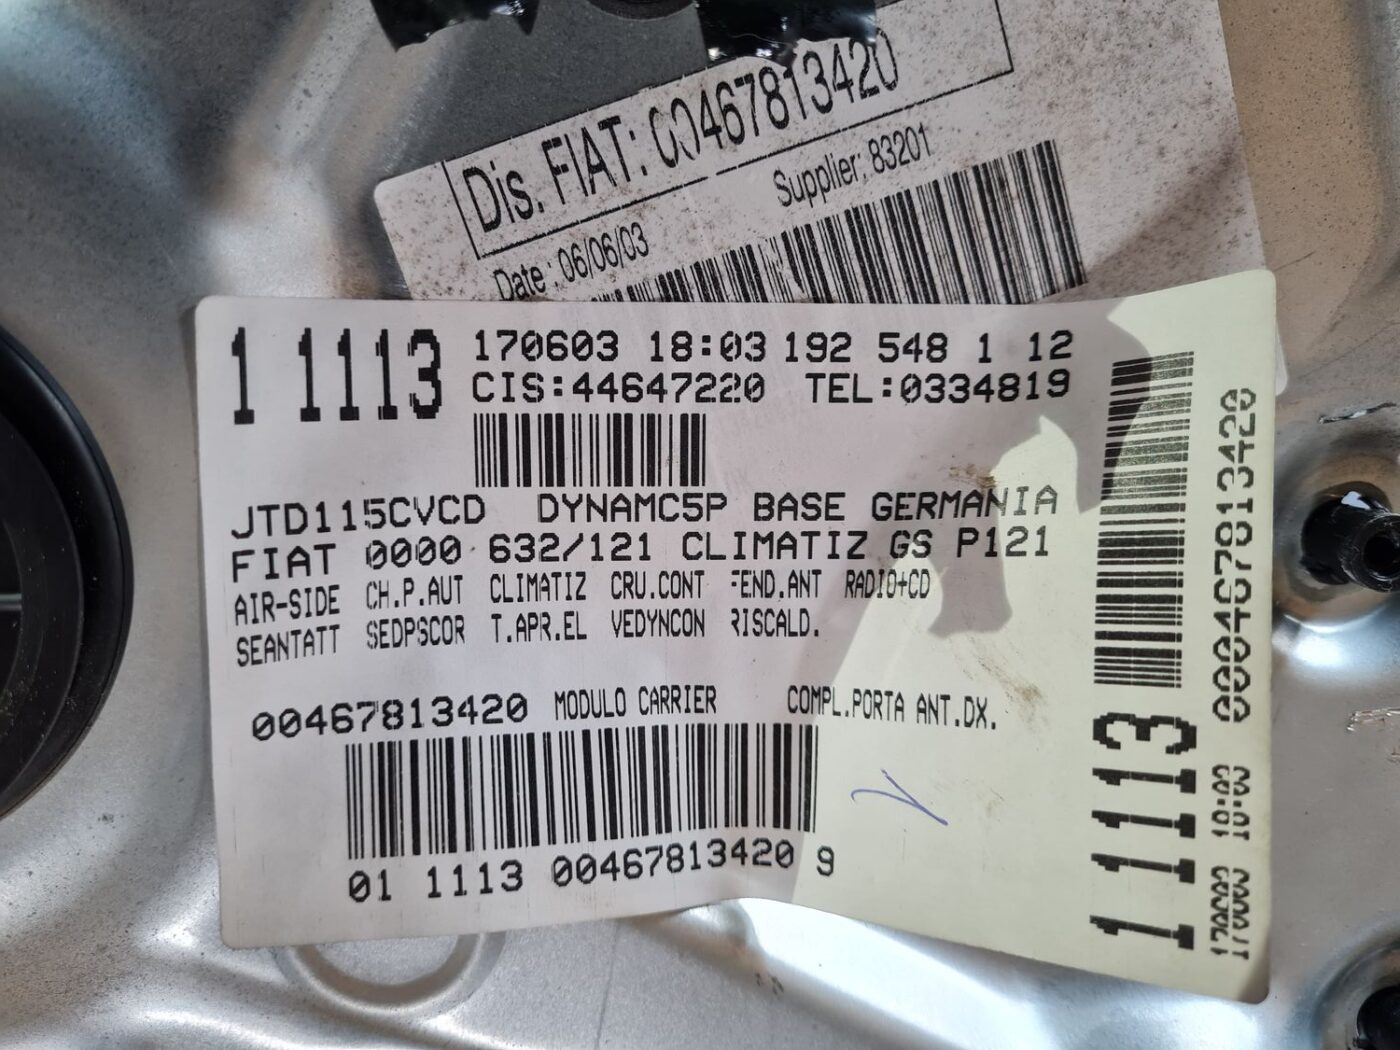 Dis. FIAT: 00467813420
Supplier: 83201
Date : 06/06/03
1 1113
170603 18:03 192 548 1 12
CIS:44647220 TEL:0334819
JTD115CVCD DYNAMC5P BASE GERMANIA
FIAT 0000 632/121 CLIMATIZ GS P121
AIR-SIDE CH.P.AUT CLIMATIZ CRU.CONT FEND.ANT RADIO+CD
SEANTATT SEDPSCOR T.APR.EL VEDYNCON RISCALD.
00467813420 MODULO CARRIER COMPL.PORTA ANT.DX.
01 1113 00467813420 9
1 1113
00046781 3420